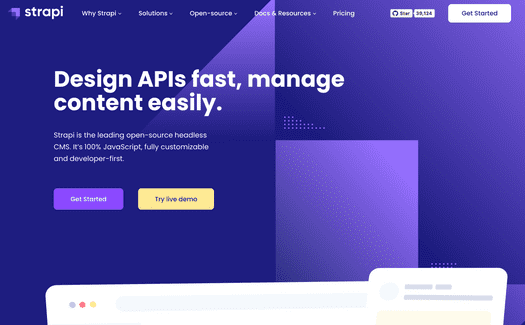 strapi
Why Strapi
Solutions
Open-source
Docs & Resources
Pricing
Star
39,124
Get Started
Design APIs fast, manage
content easily.
Strapi is the leading open-source headless
CMS. It's 100% JavaScript, fully customizable
and developer-first.
Get Started
Try live demo